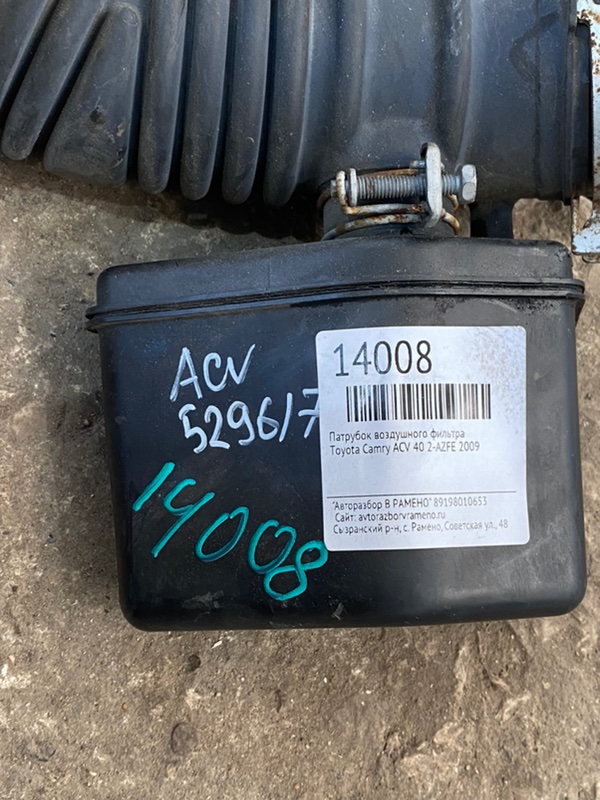 ACV
5296/7
14008
14008
Патрубок воздушного фильтра
Toyota Camry ACV 40 2-AZFE 2009
"Авторазбор В РАМЕНО" 89198010653
Сайт: avtorazborvrameno.ru
Сызранский р-н, с. Рамено, Советская ул., 48